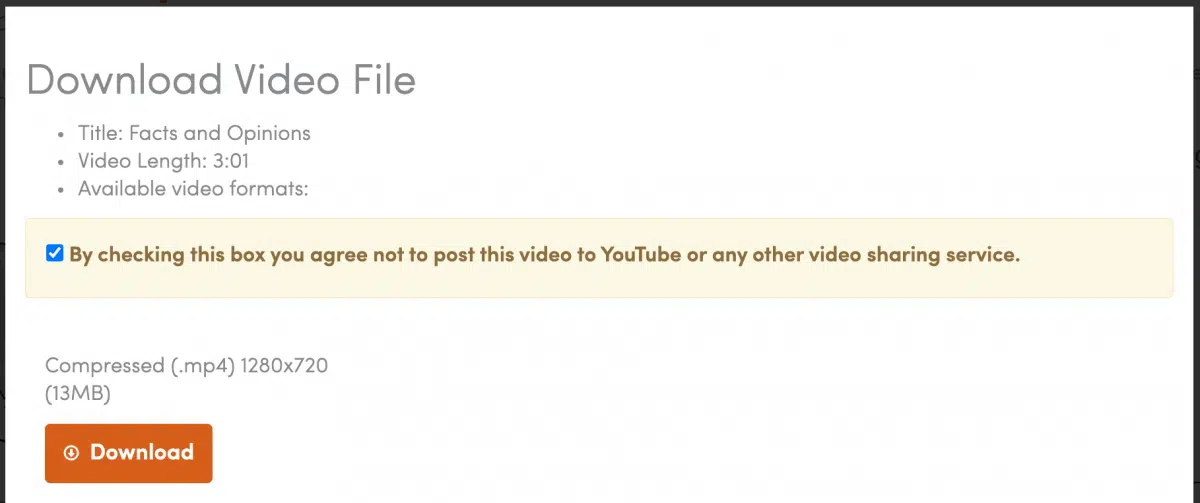 Download Video File
• Title: Facts and Opinions
• Video Length: 3:01
• Available video formats:
By checking this box you agree not to post this video to YouTube or any other video sharing service.
Compressed (.mp4) 1280x720
(13MB)
Download